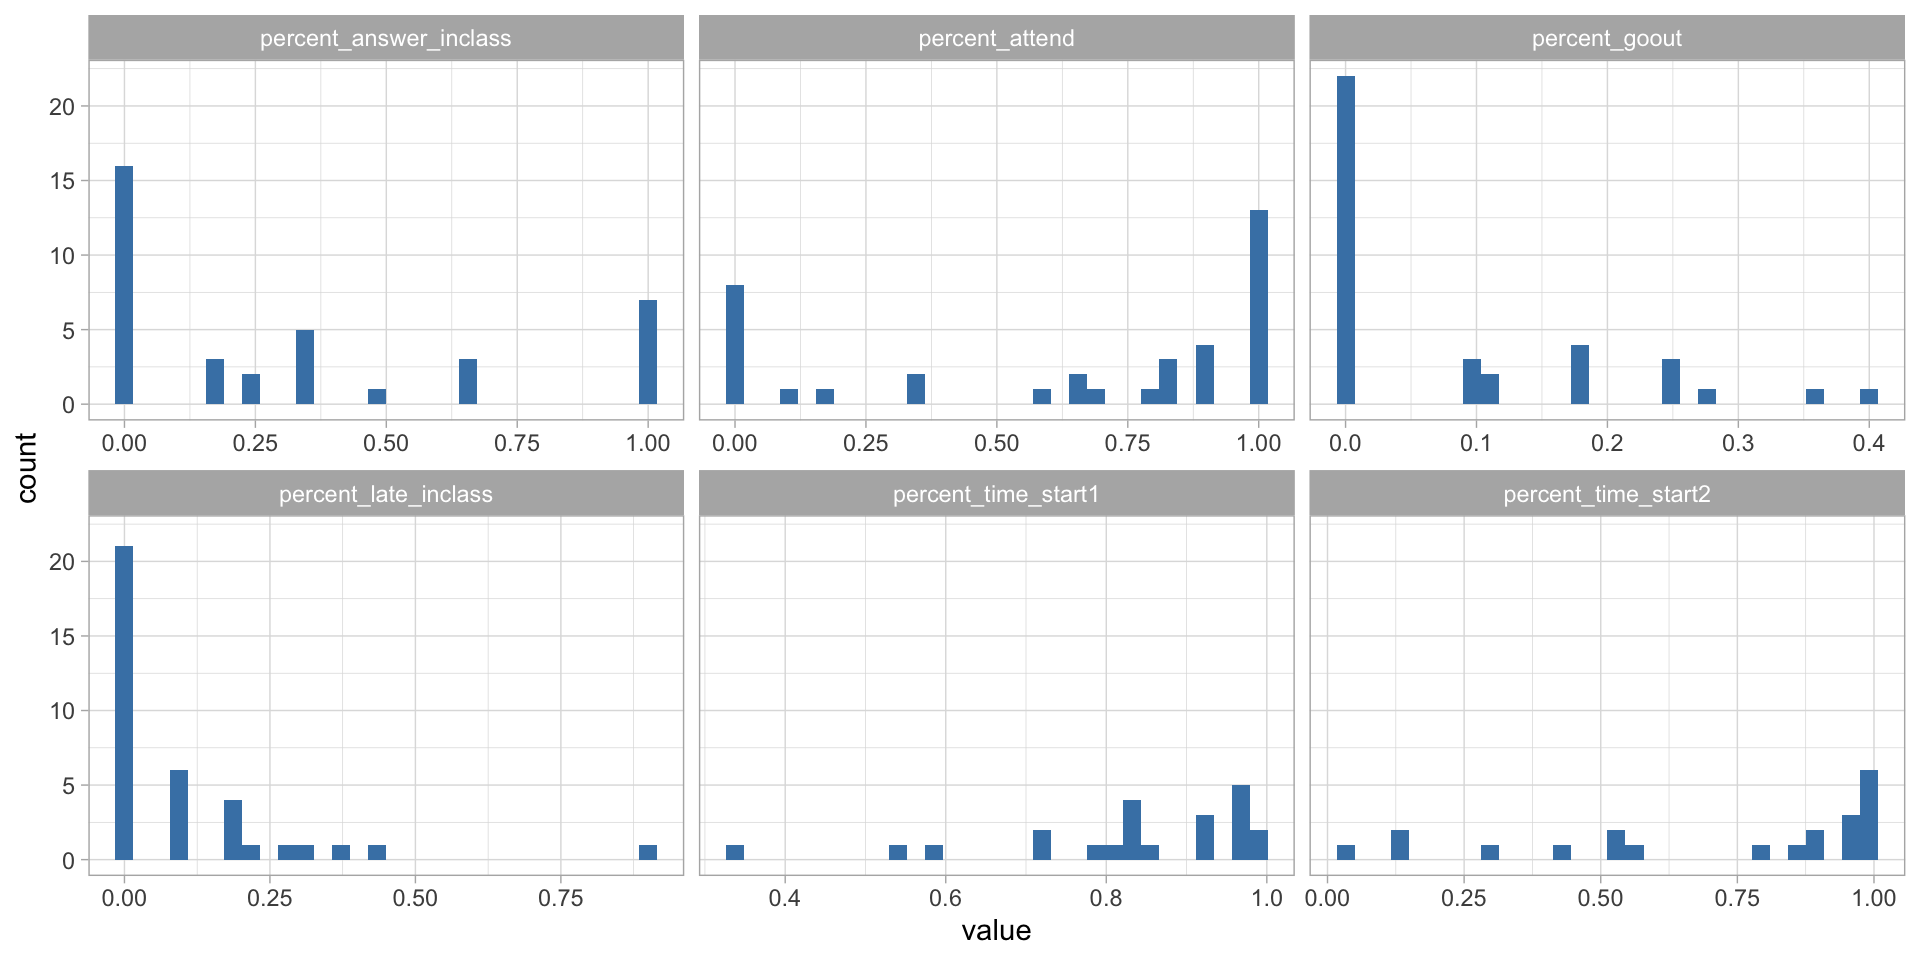 percent_answer_inclass percent_attend percent_goout
20
15
10
5
0
0.00 0.25 0.50 0.75 1.00 0.00 0.25 0.50 0.75 1.00 0.0 0.1 0.2 0.3 0.4
count
percent_late_inclass percent_time_start1 percent_time_start2
20
15
10
5
0
0.00 0.25 0.50 0.75 0.4 0.6 0.8 1.0 0.00 0.25 0.50 0.75 1.00
value